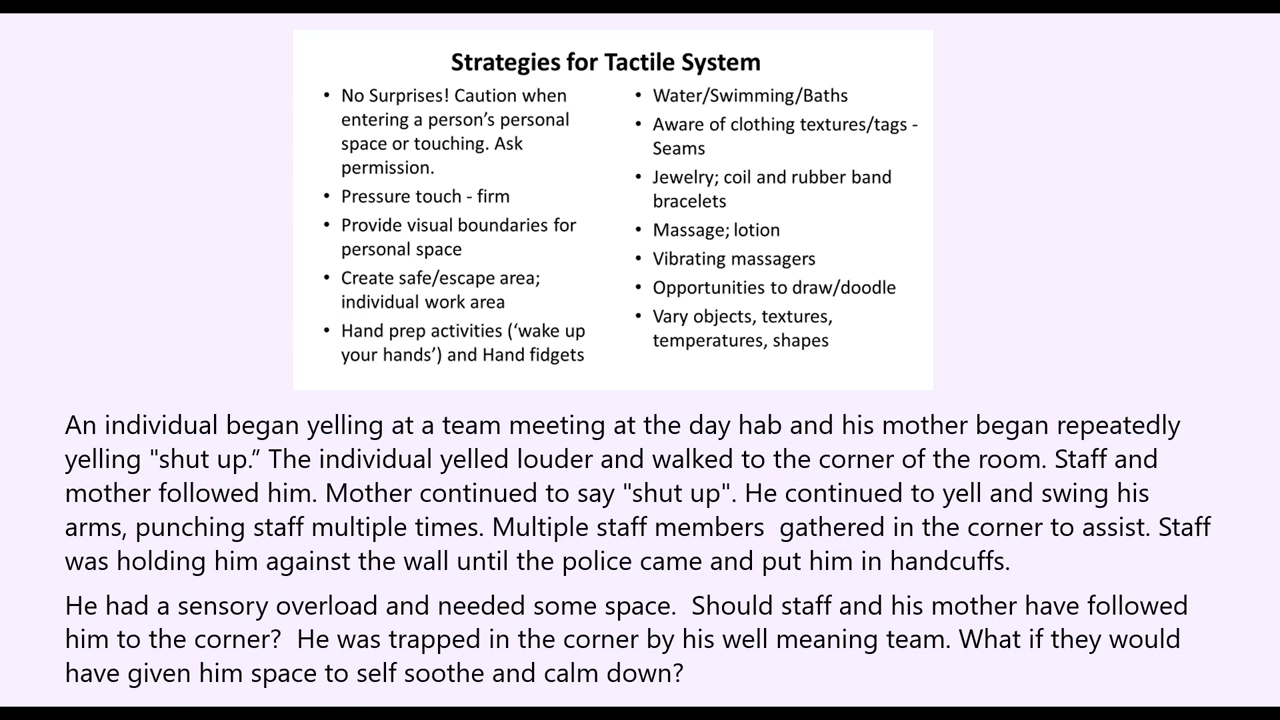 Strategies for Tactile System
• No Surprises! Caution when
entering a person’s personal
space or touching. Ask
permission.
• Pressure touch - firm
• Provide visual boundaries for
personal space
• Create safe/escape area;
individual work area
• Hand prep activities (‘wake up
your hands’) and Hand fidgets
• Water/Swimming/Baths
• Aware of clothing textures/tags -
Seams
• Jewelry; coil and rubber band
bracelets
• Massage; lotion
• Vibrating massagers
• Opportunities to draw/doodle
• Vary objects, textures,
temperatures, shapes
An individual began yelling at a team meeting at the day hab and his mother began repeatedly
yelling "shut up.” The individual yelled louder and walked to the corner of the room. Staff and
mother followed him. Mother continued to say "shut up". He continued to yell and swing his
arms, punching staff multiple times. Multiple staff members  gathered in the corner to assist. Staff
was holding him against the wall until the police came and put him in handcuffs.
He had a sensory overload and needed some space.  Should staff and his mother have followed
him to the corner?  He was trapped in the corner by his well meaning team. What if they would
have given him space to self soothe and calm down?